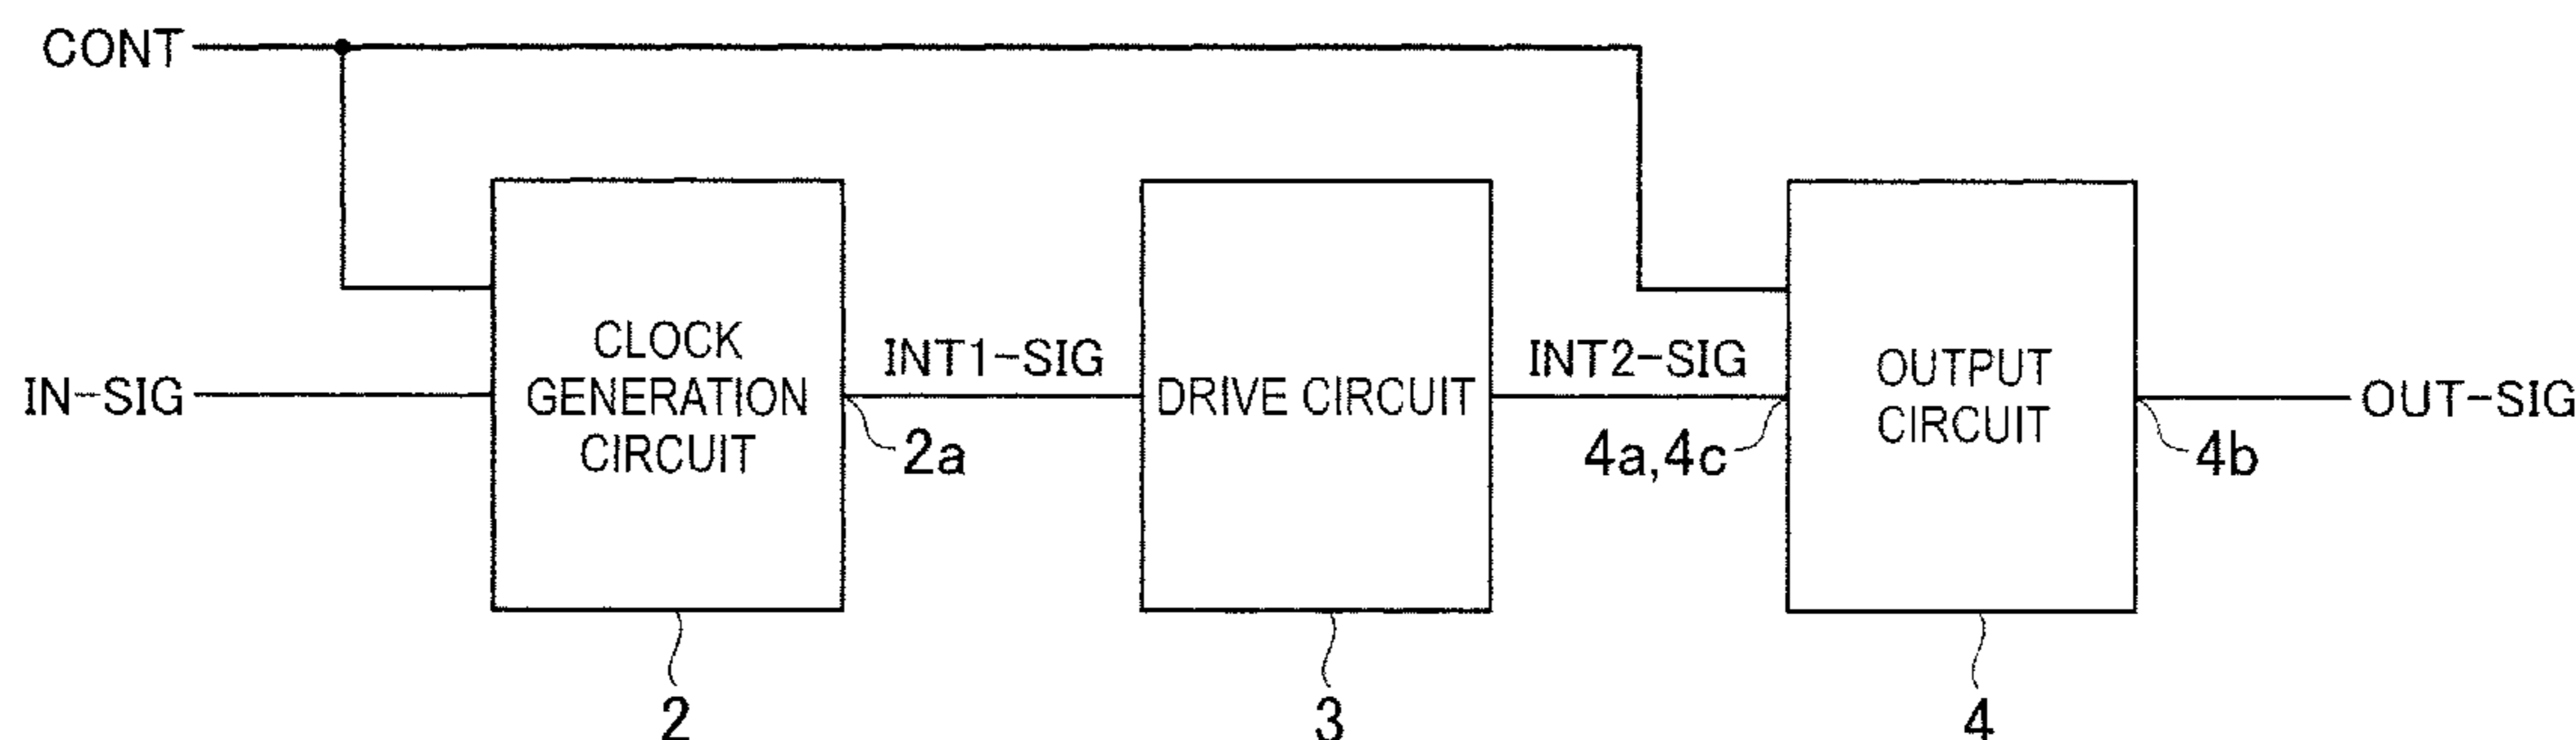 CONT
IN-SIG
CLOCK
GENERATION
CIRCUIT
2a
INT1-SIG
DRIVE CIRCUIT
INT2-SIG
4a,4c
OUTPUT
CIRCUIT
4b
OUT-SIG
2
3
4